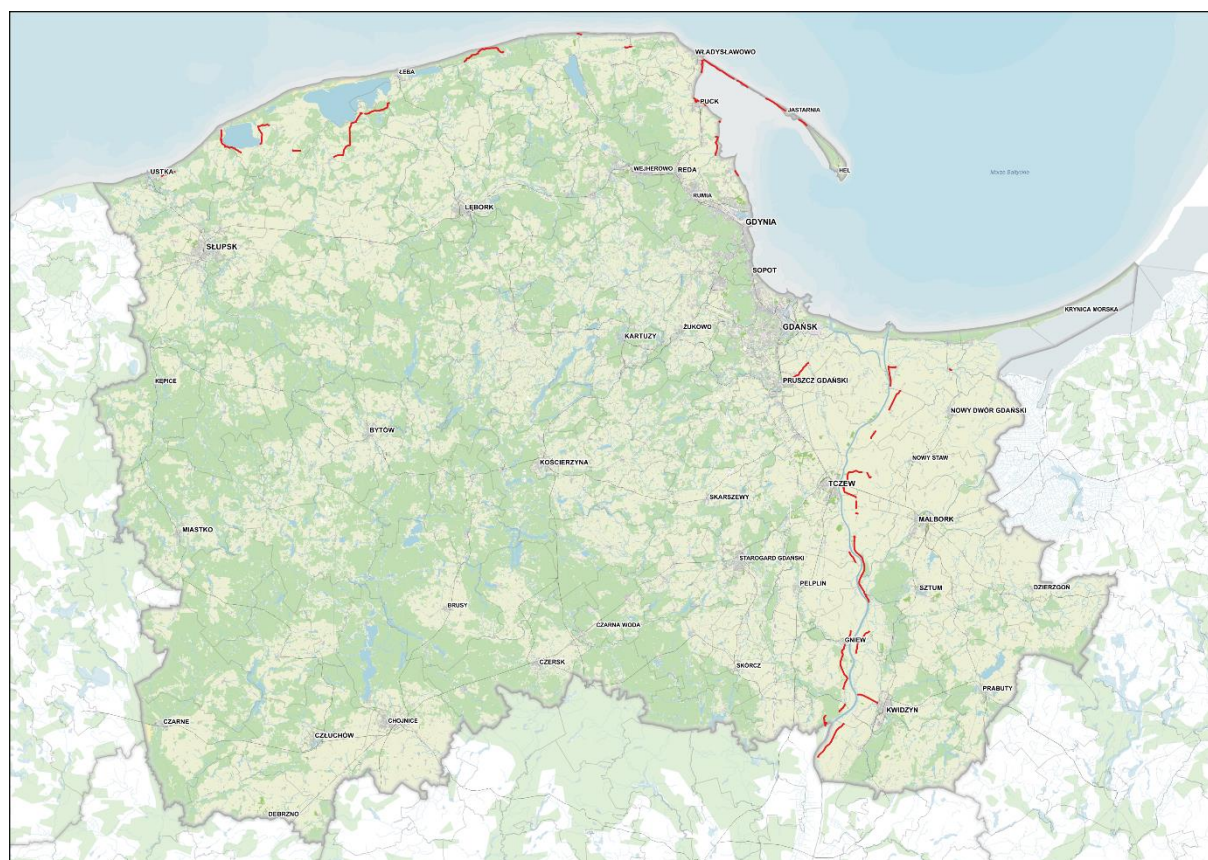 WŁADYSŁAWOWO
ŁEBA
PUCK
JASTARNIA
USTKA
WEJHEROWO
REDA
HEL
Morze Bałtyckie
RUMIA
LĘBORK
GDYNIA
SŁUPSK
SOPOT
KRYNICA MORSKA
GDAŃSK
ŻUKOWO
KARTUZY
KĘPICE
PRUSZCZ GDAŃSKI
NOWY DWÓR GDAŃSKI
BYTÓW
KOŚCIERZYNA
NOWY STAW
TCZEW
SKARSZEWY
MALBORK
MIASTKO
STAROGARD GDAŃSKI
PELPLIN
SZTUM
DZIERZGOŃ
BRUSY
CZARNA WODA
GNIEW
CZERSK
SKÓRCZ
PRABUTY
KWIDZYN
CZARNE
CHOJNICE
CZŁUCHÓW
DEBRZNO